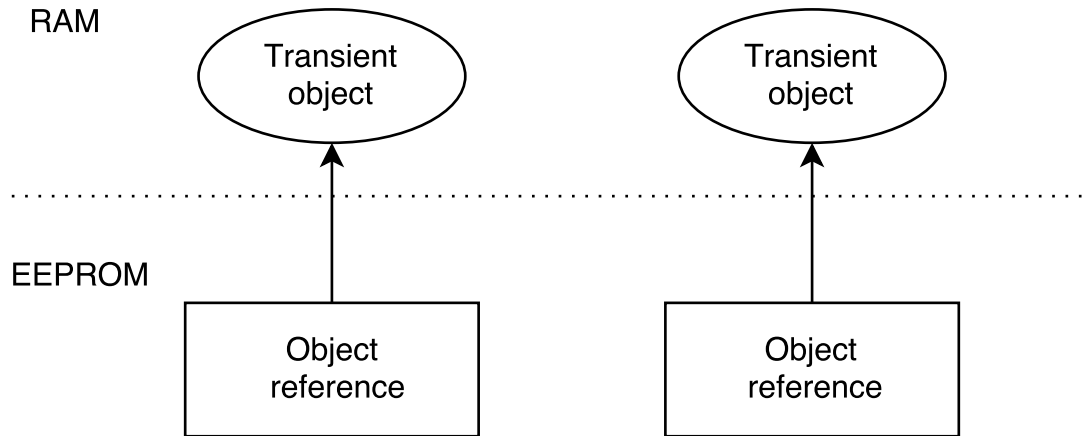 RAM
Transient
object
Transient
object
EEPROM
Object
reference
Object
reference